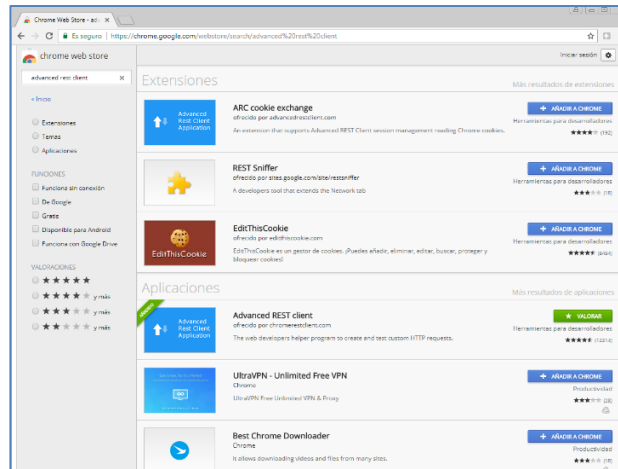 Chrome Web Store - adv
Es seguro | https://chrome.google.com/webstore/search/advanced%20rest%20client
chrome web store
Iniciar sesión
advanced rest client
« Inicio
Extensiones
Temas
Aplicaciones
FUNCIONES
Funciona sin conexión
De Google
Gratis
Disponible para Android
Funciona con Google Drive
VALORACIONES
y más
y más
y más
Extensiones
Más resultados de extensiones
Advanced
Rest Client
Application
ARC cookie exchange
ofrecido por advancedrestclient.com
An extension that supports Advanced REST Client session management reading Chrome cookies.
+ AÑADIR A CHROME
Herramientas para desarrolladores
REST Sniffer
ofrecido por sites.google.com/site/restsniffer
A developers tool that extends the Network tab
+ AÑADIR A CHROME
Herramientas para desarrolladores
EditThisCookie
EditThisCookie
ofrecido por editthiscookie.com
EditThisCookie es un gestor de cookies. ¡Puedes añadir, eliminar, editar, buscar, proteger y
bloquear cookies!
+ AÑADIR A CHROME
Herramientas para desarrolladores
Aplicaciones
Más resultados de aplicaciones
Advanced
Rest Client
Application
Advanced REST client
ofrecido por chromerestclient.com
The web developers helper program to create and test custom HTTP requests.
VALORAR
Herramientas para desarrolladores
GO
UltraVPN - Unlimited Free VPN
Chrome
UltraVPN Free Unlimited VPN & Proxy
+ AÑADIR A CHROME
Productividad
Best Chrome Downloader
Chrome
It allows downloading videos and files from many sites.
+ AÑADIR A CHROME
Productividad